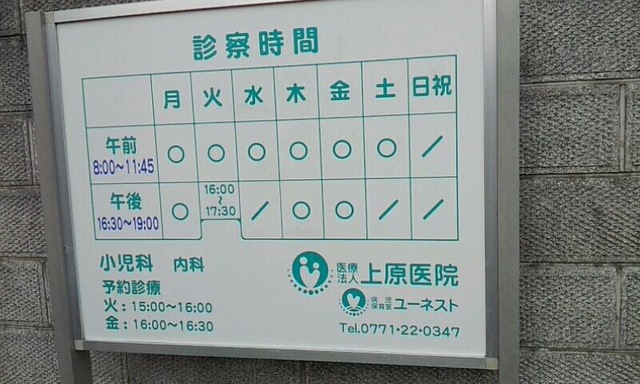 診察時間
月 火 水 木 金 土 日祝
午前
8:00～11:45 ○ ○ ○ ○ ○ ○ ／
午後
16:30～19:00 ○ 16:00～17:30 ／ ○ ○ ／ ／
小児科 内科
予約診療
火：15:00～16:00
金：16:00～16:30
医療法人 上原医院
病児保育室 ユーネスト
Tel.0771・22・0347